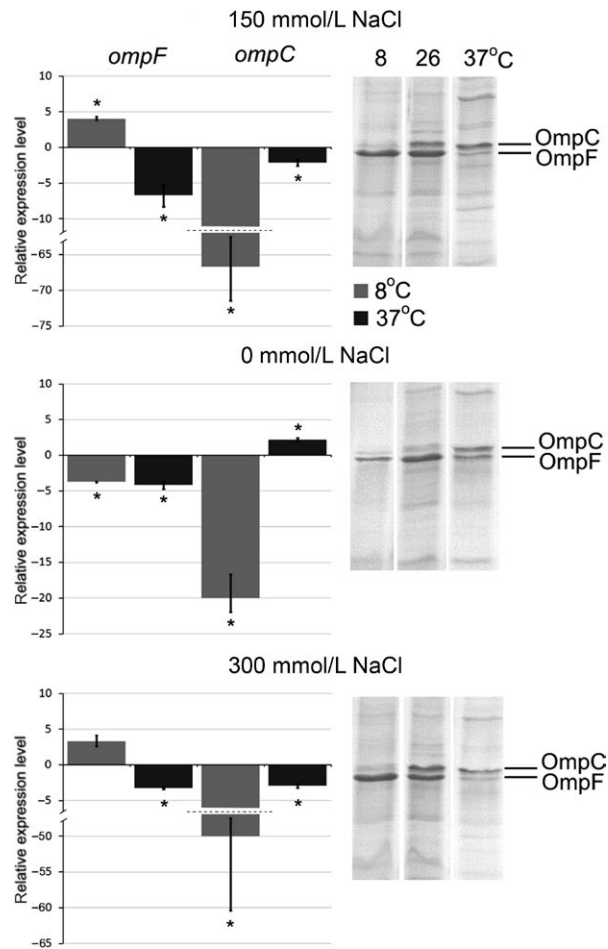 150 mmol/L NaCl
ompF ompC 8 26 37°C
10
5
0
−5
−10
−65
−70
−75
Relative expression level
*
*
*
*
OmpC
OmpF
8°C
37°C
0 mmol/L NaCl
10
5
0
−5
−10
−15
−20
−25
Relative expression level
*
*
*
*
OmpC
OmpF
300 mmol/L NaCl
10
5
0
−5
−50
−55
−60
−65
Relative expression level
*
*
*
OmpC
OmpF